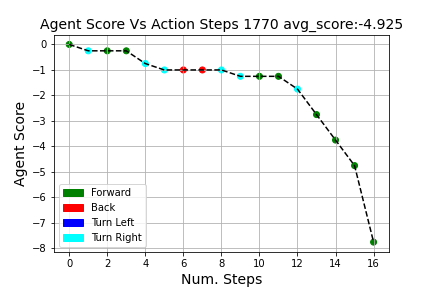 Agent Score Vs Action Steps 1770 avg_score:-4.925
Agent Score
0
−1
−2
−3
−4
−5
−6
−7
−8
Forward
Back
Turn Left
Turn Right
0 2 4 6 8 10 12 14 16
Num. Steps